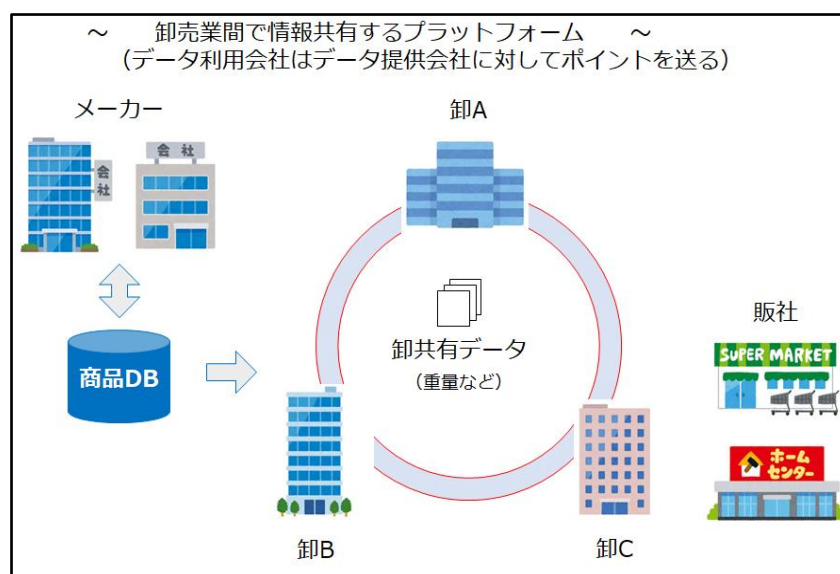 ～　卸売業間で情報共有するプラットフォーム　～
（データ利用会社はデータ提供会社に対してポイントを送る）
メーカー
卸A
会社
会社
販社
卸共有データ
（重量など）
商品DB
SUPER MARKET
ホーム
センター
卸B
卸C